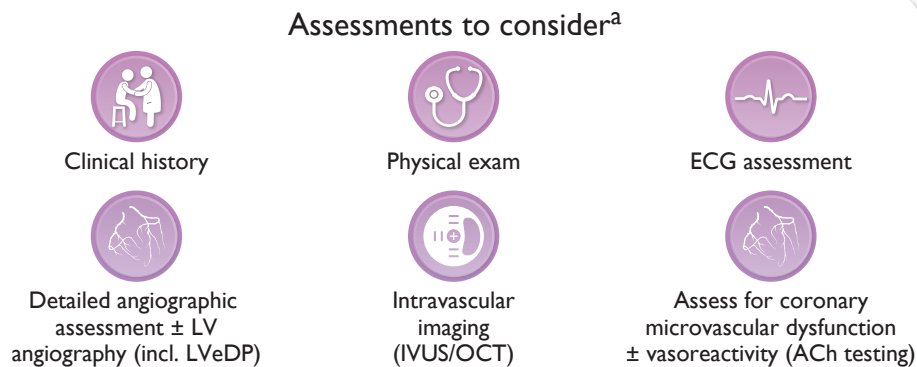 Assessments to considerᵃ
Clinical history
Physical exam
ECG assessment
Detailed angiographic
assessment ± LV
angiography (incl. LVeDP)
Intravascular
imaging
(IVUS/OCT)
Assess for coronary
microvascular dysfunction
± vasoreactivity (ACh testing)